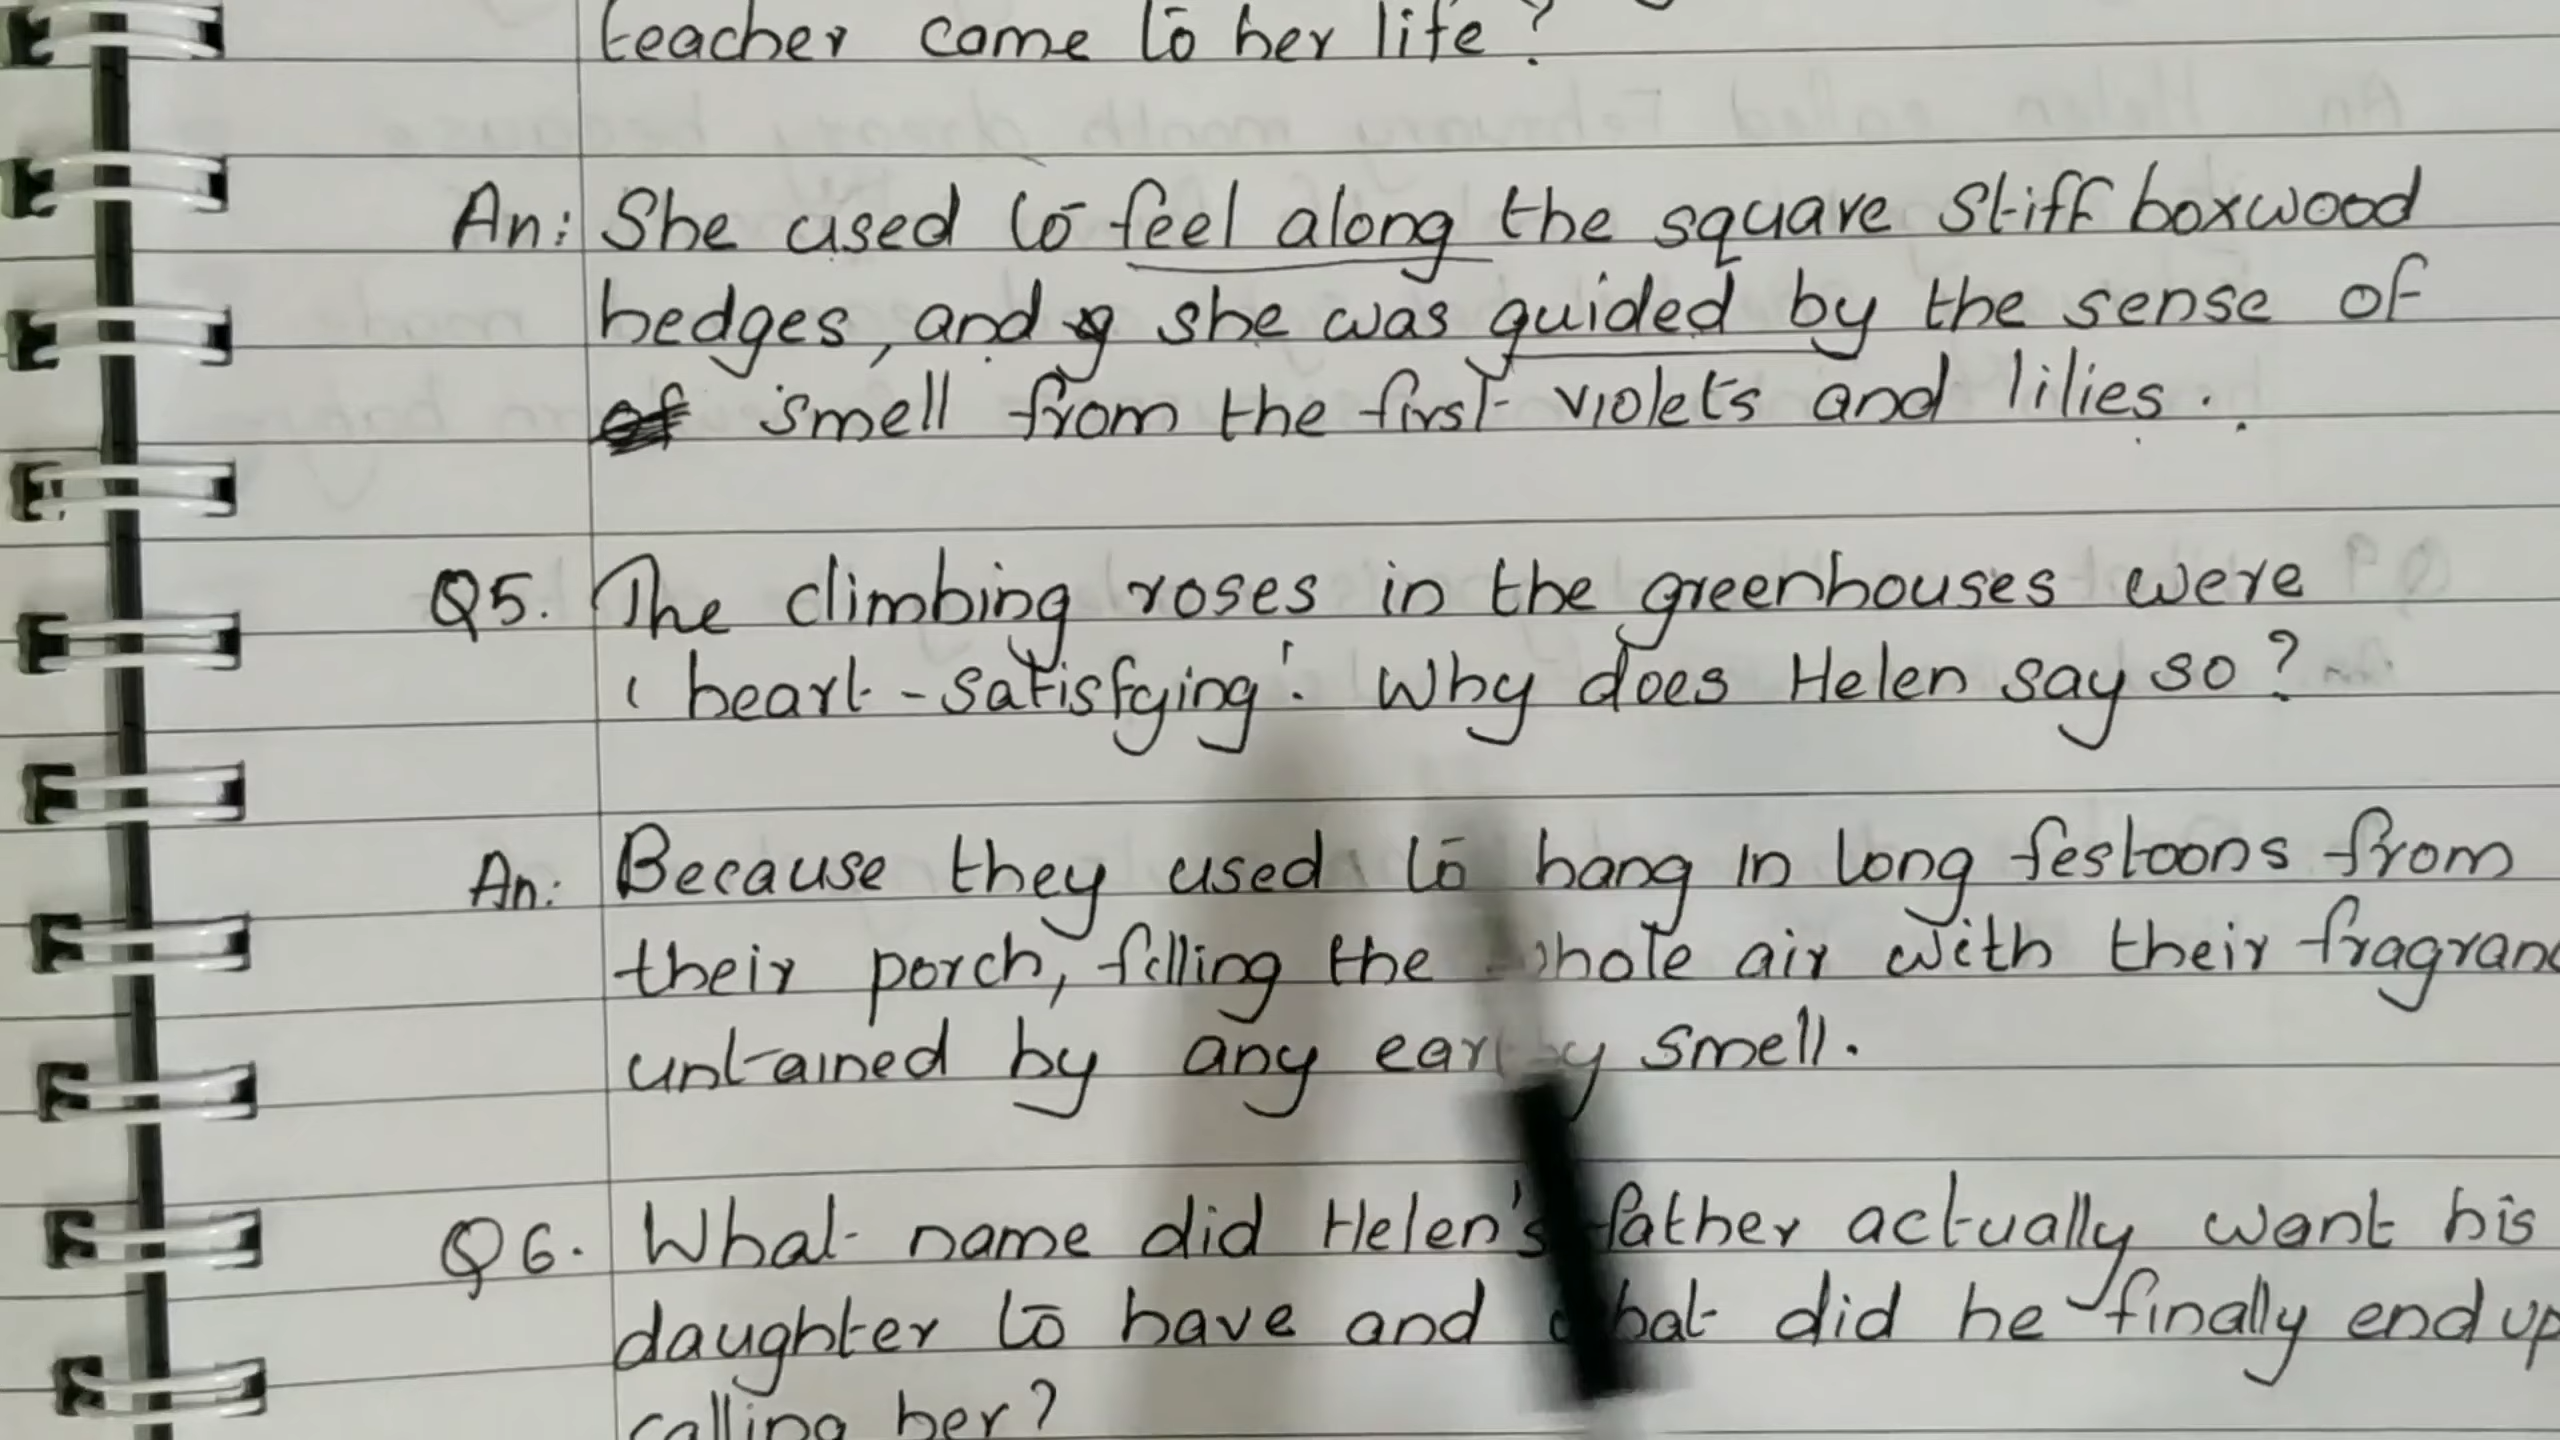 teacher come to her life?
An: She used to feel along the square stiff boxwood
hedges, and she was guided by the sense of
smell from the first violets and lilies.
Q5. The climbing roses in the greenhouses were
'heart-satisfying'. Why does Helen say so?
An: Because they used to hang in long festoons from
their porch, filling the whole air with their
untained by any smell.
Q6. What name did Helen's father actually want his
daughter to have and what did he finally end up
calling her?